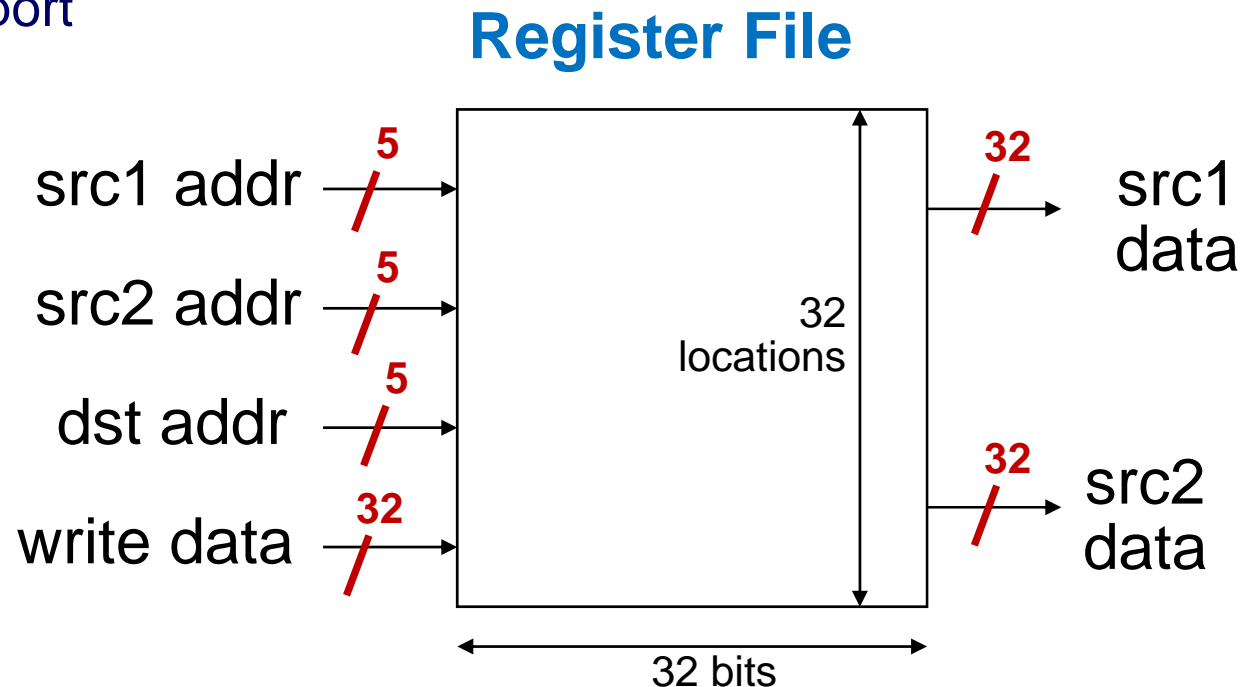 Register File
src1 addr
5
src2 addr
5
dst addr
5
write data
32
32
locations
32 bits
32
src1
data
32
src2
data